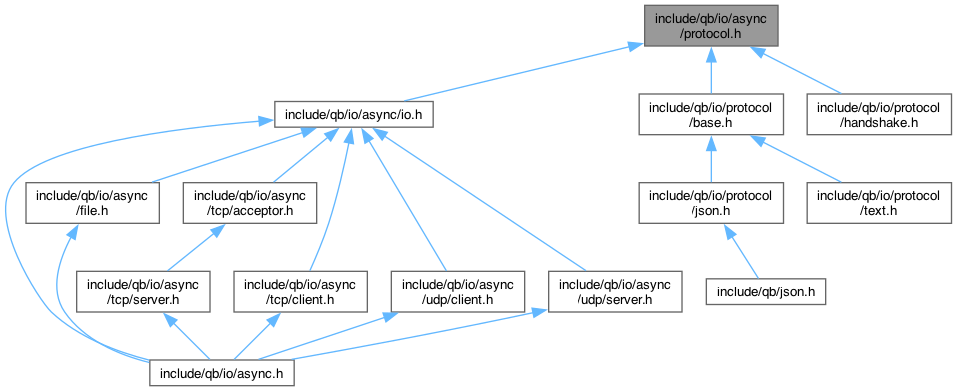 include/qb/io/async
/protocol.h
include/qb/io/async/io.h
include/qb/io/protocol
/base.h
include/qb/io/protocol
/handshake.h
include/qb/io/async
/file.h
include/qb/io/async
/tcp/acceptor.h
include/qb/io/protocol
/json.h
include/qb/io/protocol
/text.h
include/qb/io/async
/tcp/server.h
include/qb/io/async
/tcp/client.h
include/qb/io/async
/udp/client.h
include/qb/io/async
/udp/server.h
include/qb/json.h
include/qb/io/async.h